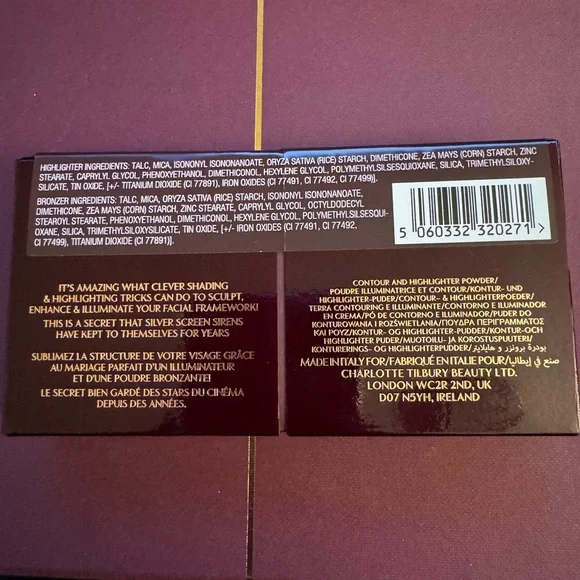 HIGHLIGHTER INGREDIENTS: TALC, MICA, ISONONYL ISONONANOATE, ORYZA SATIVA (RICE) STARCH, DIMETHICONE, ZEA MAYS (CORN) STARCH, ZINC
STEARATE, CAPRYLYL GLYCOL, PHENOXYETHANOL, DIMETHICONOL, HEXYLENE GLYCOL, POLYMETHYLSILSESQUIOXANE, SILICA, TRIMETHYLSILOXY-
SILICATE, TIN OXIDE, [+/- TITANIUM DIOXIDE (CI 77891), IRON OXIDES (CI 77491, CI 77492, CI 77499)].
BRONZER INGREDIENTS: TALC, MICA, ORYZA SATIVA (RICE) STARCH, ISONONYL ISONONANOATE,
DIMETHICONE, ZEA MAYS (CORN) STARCH, ZINC STEARATE, CAPRYLYL GLYCOL, OCTYLDODECYL
STEAROYL STEARATE, PHENOXYETHANOL, DIMETHICONOL, HEXYLENE GLYCOL, POLYMETHYLSILSESQUI-
OXANE, SILICA, TRIMETHYLSILOXYSILICATE, TIN OXIDE, [+/- IRON OXIDES (CI 77491, CI 77492,
CI 77499), TITANIUM DIOXIDE (CI 77891)].
5 060332 320271 >
IT'S AMAZING WHAT CLEVER SHADING
& HIGHLIGHTING TRICKS CAN DO TO SCULPT,
ENHANCE & ILLUMINATE YOUR FACIAL FRAMEWORK!
THIS IS A SECRET THAT SILVER SCREEN SIRENS
HAVE KEPT TO THEMSELVES FOR YEARS
SUBLIMEZ LA STRUCTURE DE VOTRE VISAGE GRÂCE
AU MARIAGE PARFAIT D'UN ILLUMINATEUR
ET D'UNE POUDRE BRONZANTE!
LE SECRET BIEN GARDÉ DES STARS DU CINÉMA
DEPUIS DES ANNÉES.
CONTOUR AND HIGHLIGHTER POWDER/
POUDRE ILLUMINATRICE ET CONTOUR/KONTUR- UND
HIGHLIGHTER-PUDER/CONTOUR- & HIGHLIGHTERPOEDER/
TERRA CONTOURING E ILLUMINANTE/CONTORNO E ILUMINADOR
EN CREMA/PÓ DE CONTORNO E ILUMINADOR/PUDER DO
KONTUROWANIA I ROZŚWIETLANIA/ΠΟΥΔΡΑ ΠΕΡΙΓΡΑΜΜΑΤΟΣ
ΚΑΙ ΡΟΥΖ/KONTUR- OG HIGHLIGHTER-PUDDER/KONTUR-OCH
HIGHLIGHTER PUDER/MUOTOILU- JA KOROSTUSPUUTERI/
KONTURERINGS- OG HIGHLIGHTERPUDDER/بودرة برونزر و هايلايتر
MADE IN ITALY FOR/FABRIQUÉ EN ITALIE POUR/صنع في إيطاليا
CHARLOTTE TILBURY BEAUTY LTD.
LONDON WC2R 2ND, UK
D07 N5YH, IRELAND